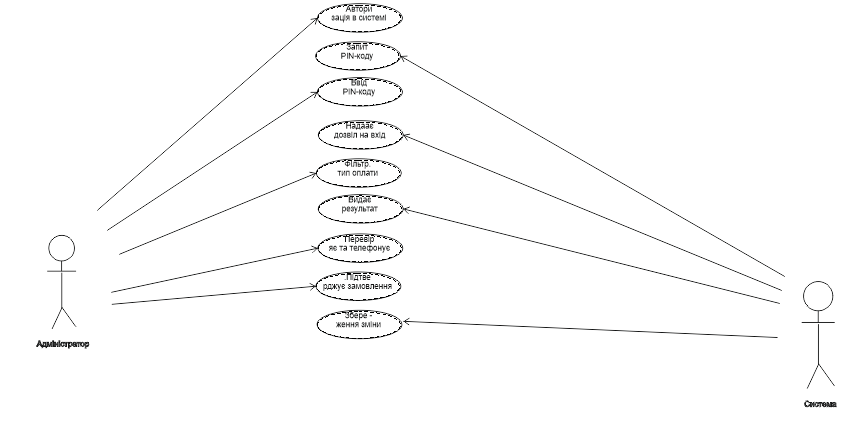 Автори
зація в системі
Запит
PIN-коду
Ввід
PIN-коду
Надає
дозвіл на вхід
Фільтр.
тип оплати
Видає
результат
Перевір
яє та телефонує
Підтве
рджує замовлення
Збере -
ження зміни
Адміністратор
Система